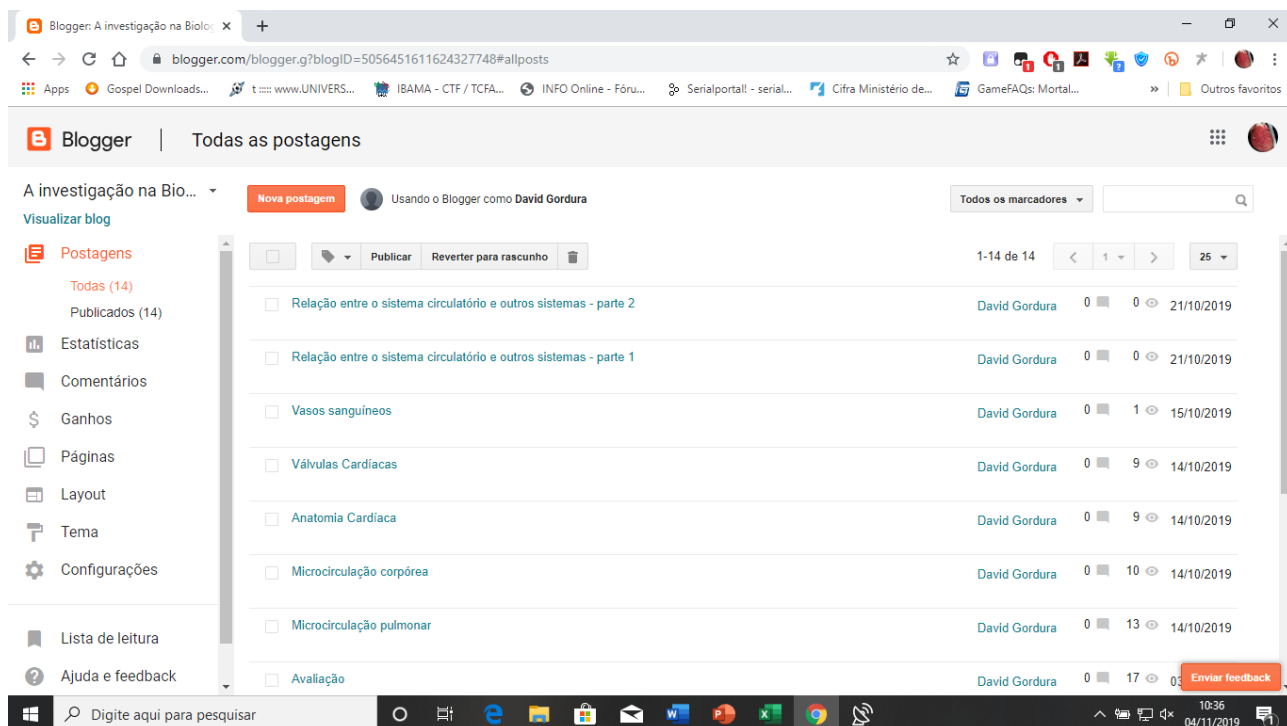 Blogger: A investigação na Biolog
blogger.com/blogger.g?blogID=5056451611624327748#allposts
Apps Gospel Downloads... t ::::: www.UNIVERS... IBAMA - CTF / TCFA... INFO Online - Fóru... Serialportal! - serial... Cifra Ministério de... GameFAQs: Mortal... » Outros favoritos
Blogger | Todas as postagens
A investigação na Bio...
Visualizar blog
Nova postagem Usando o Blogger como David Gordura Todos os marcadores
Postagens
Todas (14)
Publicados (14)
Estatísticas
Comentários
Ganhos
Páginas
Layout
Tema
Configurações
Lista de leitura
Ajuda e feedback
Publicar Reverter para rascunho 1-14 de 14 1 25
Relação entre o sistema circulatório e outros sistemas - parte 2 David Gordura 0 0 21/10/2019
Relação entre o sistema circulatório e outros sistemas - parte 1 David Gordura 0 0 21/10/2019
Vasos sanguíneos David Gordura 0 1 15/10/2019
Válvulas Cardíacas David Gordura 0 9 14/10/2019
Anatomia Cardíaca David Gordura 0 9 14/10/2019
Microcirculação corpórea David Gordura 0 10 14/10/2019
Microcirculação pulmonar David Gordura 0 13 14/10/2019
Avaliação David Gordura 0 17
Enviar feedback
Digite aqui para pesquisar
10:36
04/11/2019